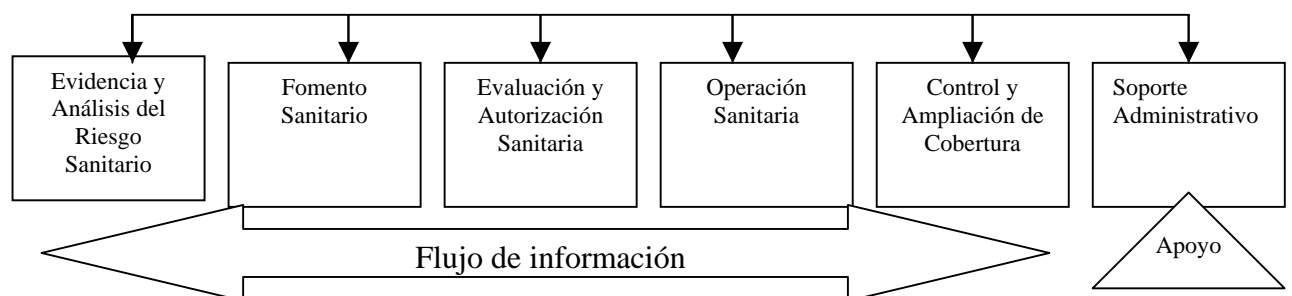 Evidencia y
Análisis del
Riesgo
Sanitario
Fomento
Sanitario
Evaluación y
Autorización
Sanitaria
Operación
Sanitaria
Control y
Ampliación de
Cobertura
Soporte
Administrativo
Flujo de información
Apoyo